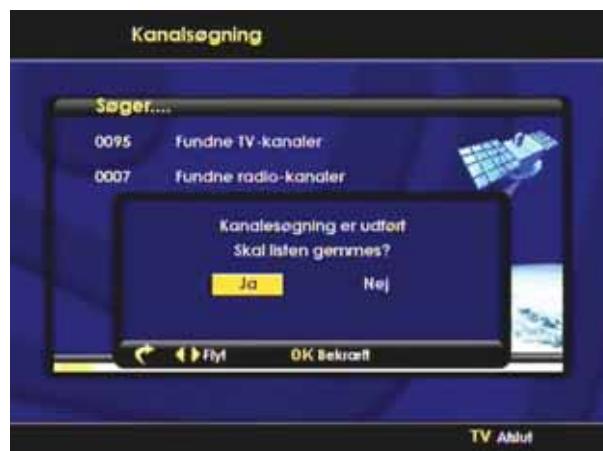 Kanalsøgning
Søger....
0095 Fundne TV-kanaler
0007 Fundne radio-kanaler
Kanalesøgning er udført
Skal listen gemmes?
Ja Nej
Flyt OK Bekræft
TV Afslut